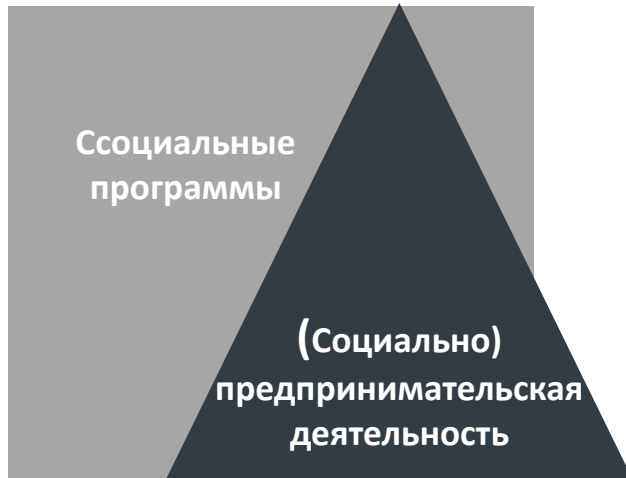 Ссоциальные
программы
(Социально)
предпринимательская
деятельность